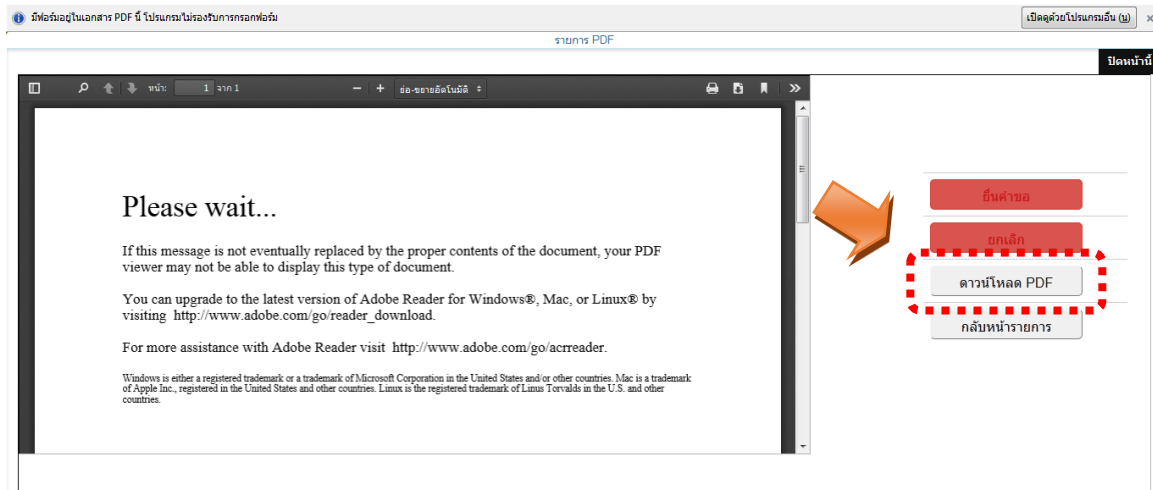 มีฟอร์มอยู่ในเอกสาร PDF นี้ โปรแกรมไม่รองรับการกรอกฟอร์ม
เปิดดูด้วยโปรแกรมอื่น (น)
รายการ PDF
ปิดหน้านี้
หน้า: 1 จาก 1
ย่อ-ขยายอัตโนมัติ
Please wait...
If this message is not eventually replaced by the proper contents of the document, your PDF
viewer may not be able to display this type of document.
You can upgrade to the latest version of Adobe Reader for Windows®, Mac, or Linux® by
visiting http://www.adobe.com/go/reader_download.
For more assistance with Adobe Reader visit http://www.adobe.com/go/acrreader.
Windows is either a registered trademark or a trademark of Microsoft Corporation in the United States and/or other countries. Mac is a trademark
of Apple Inc., registered in the United States and other countries. Linux is the registered trademark of Linus Torvalds in the U.S. and other
countries.
ยื่นคำขอ
ยกเลิก
ดาวน์โหลด PDF
กลับหน้ารายการ